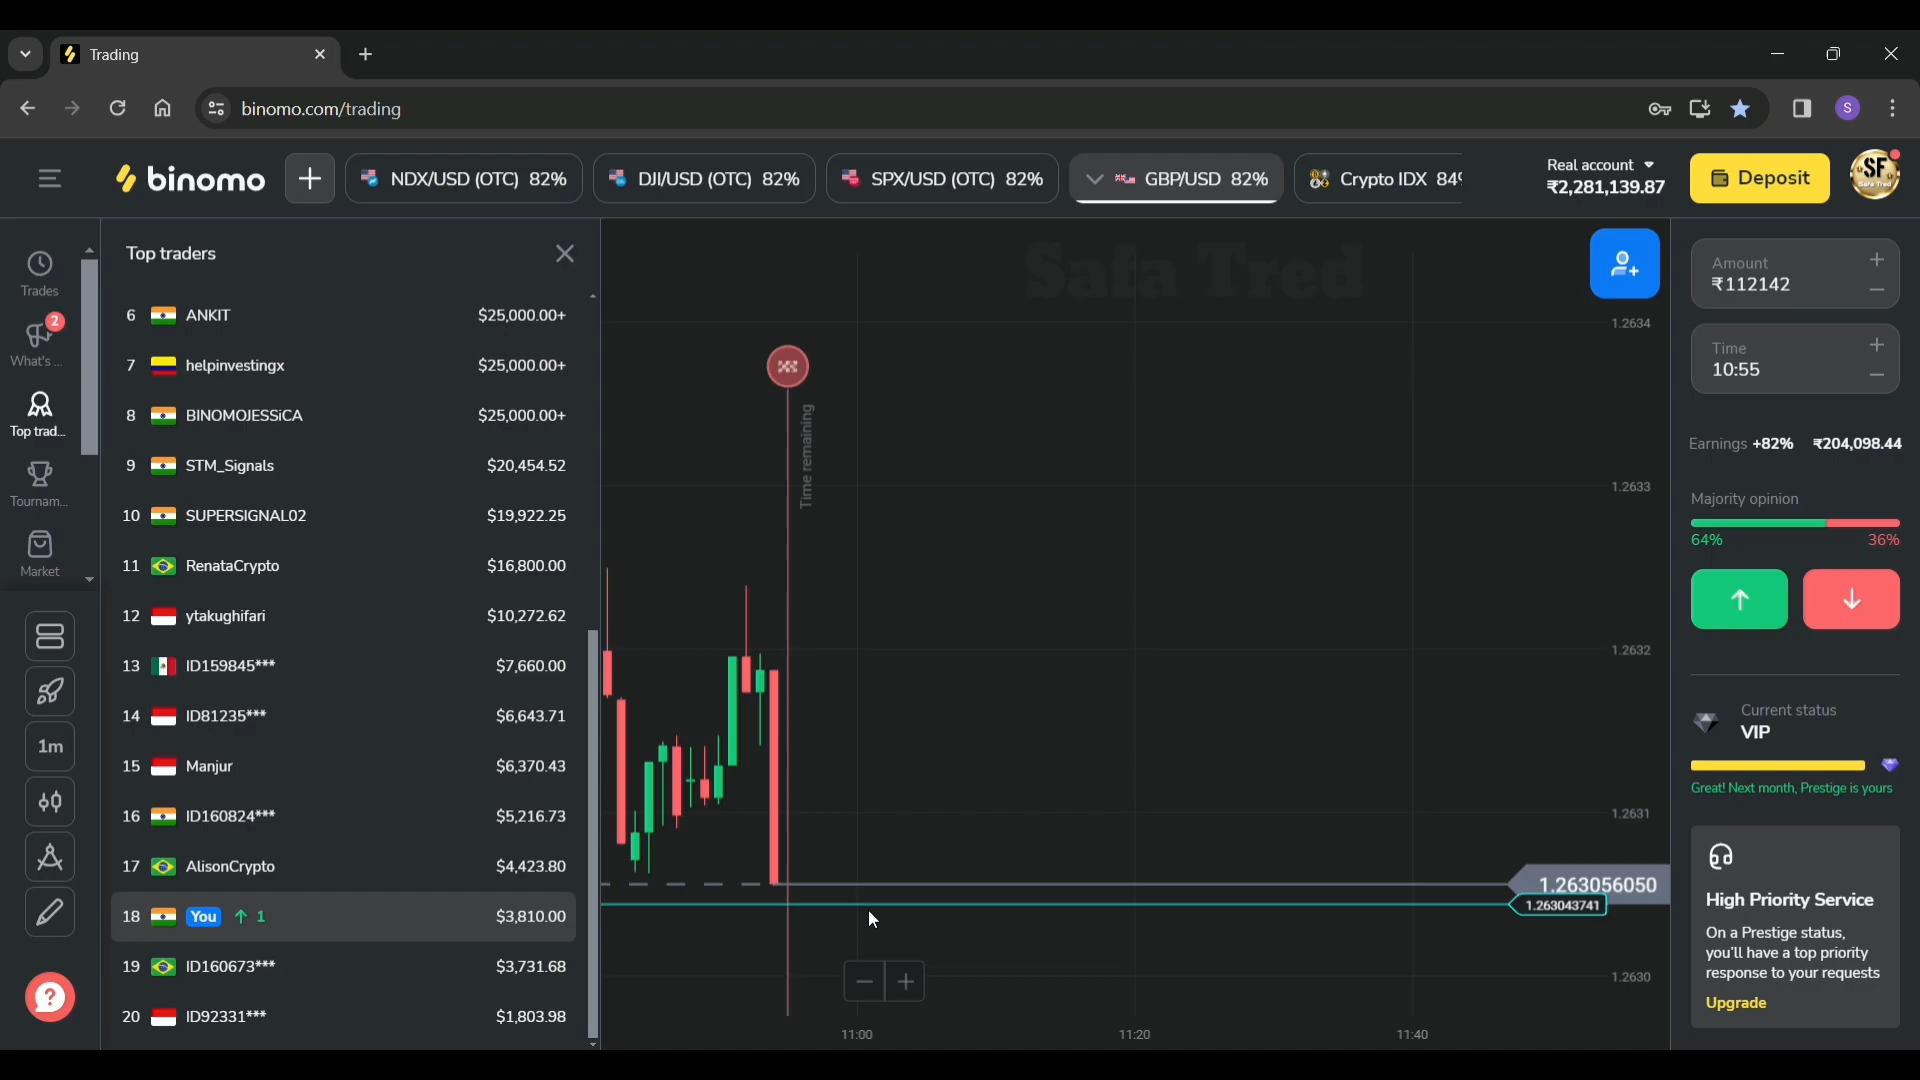 Trading
binomo.com/trading
S
binomo
NDX/USD (OTC) 82%
DJI/USD (OTC) 82%
SPX/USD (OTC) 82%
GBP/USD 82%
Crypto IDX 84%
Real account
₹2,281,139.87
Deposit
SF
Safa Tred
Trades
2
What's ...
Top trad...
Tournam...
Market
1m
Top traders
6 ANKIT $25,000.00+
7 helpinvestingx $25,000.00+
8 BINOMOJESSiCA $25,000.00+
9 STM_Signals $20,454.52
10 SUPERSIGNAL02 $19,922.25
11 RenataCrypto $16,800.00
12 ytakughifari $10,272.62
13 ID159845*** $7,660.00
14 ID81235*** $6,643.71
15 Manjur $6,370.43
16 ID160824*** $5,216.73
17 AlisonCrypto $4,423.80
18 You ↑ 1 $3,810.00
19 ID160673*** $3,731.68
20 ID92331*** $1,803.98
Safa Tred
Time remaining
1.2634
1.2633
1.2632
1.2631
1.263056050
1.263043741
1.2630
11:00
11:20
11:40
Amount
₹112142
Time
10:55
Earnings +82% ₹204,098.44
Majority opinion
64% 36%
Current status
VIP
Great! Next month, Prestige is yours
High Priority Service
On a Prestige status,
you'll have a top priority
response to your requests
Upgrade